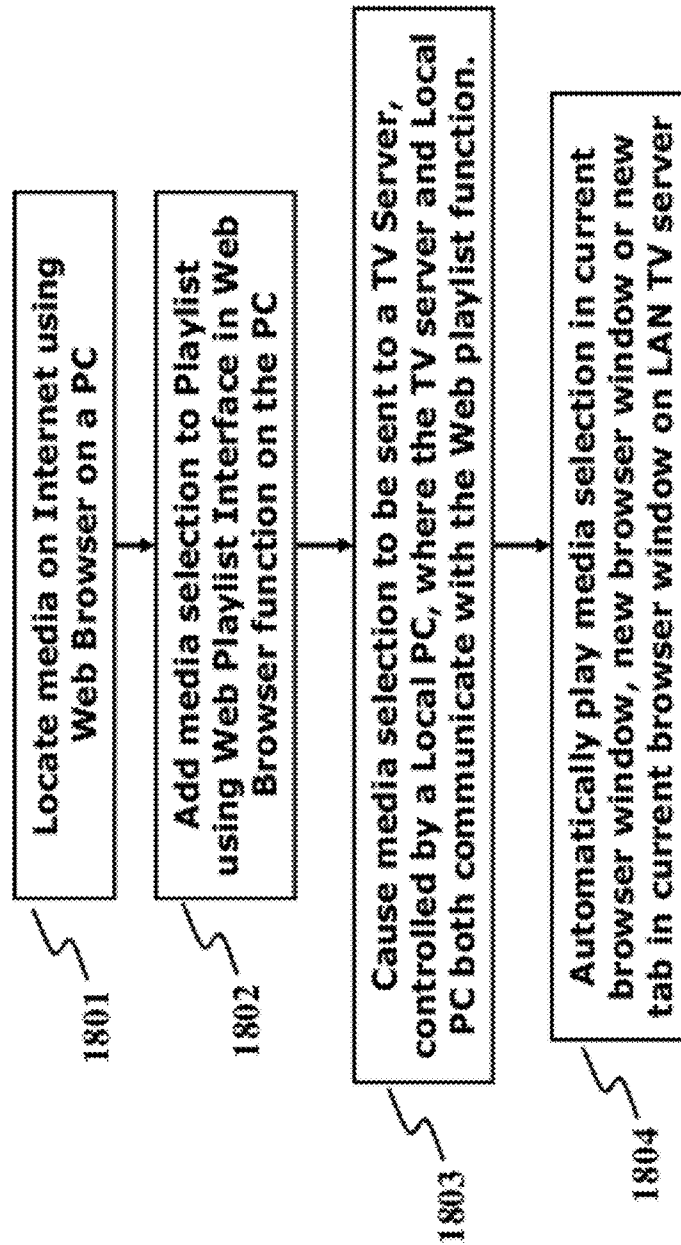 1801
Locate media on Internet using
Web Browser on a PC
1802
Add media selection to Playlist
using Web Playlist Interface in Web
Browser function on the PC
1803
Cause media selection to be sent to a TV Server,
controlled by a Local PC, where the TV server and Local
PC both communicate with the Web playlist function.
1804
Automatically play media selection in current
browser window, new browser window or new
tab in current browser window on LAN TV server